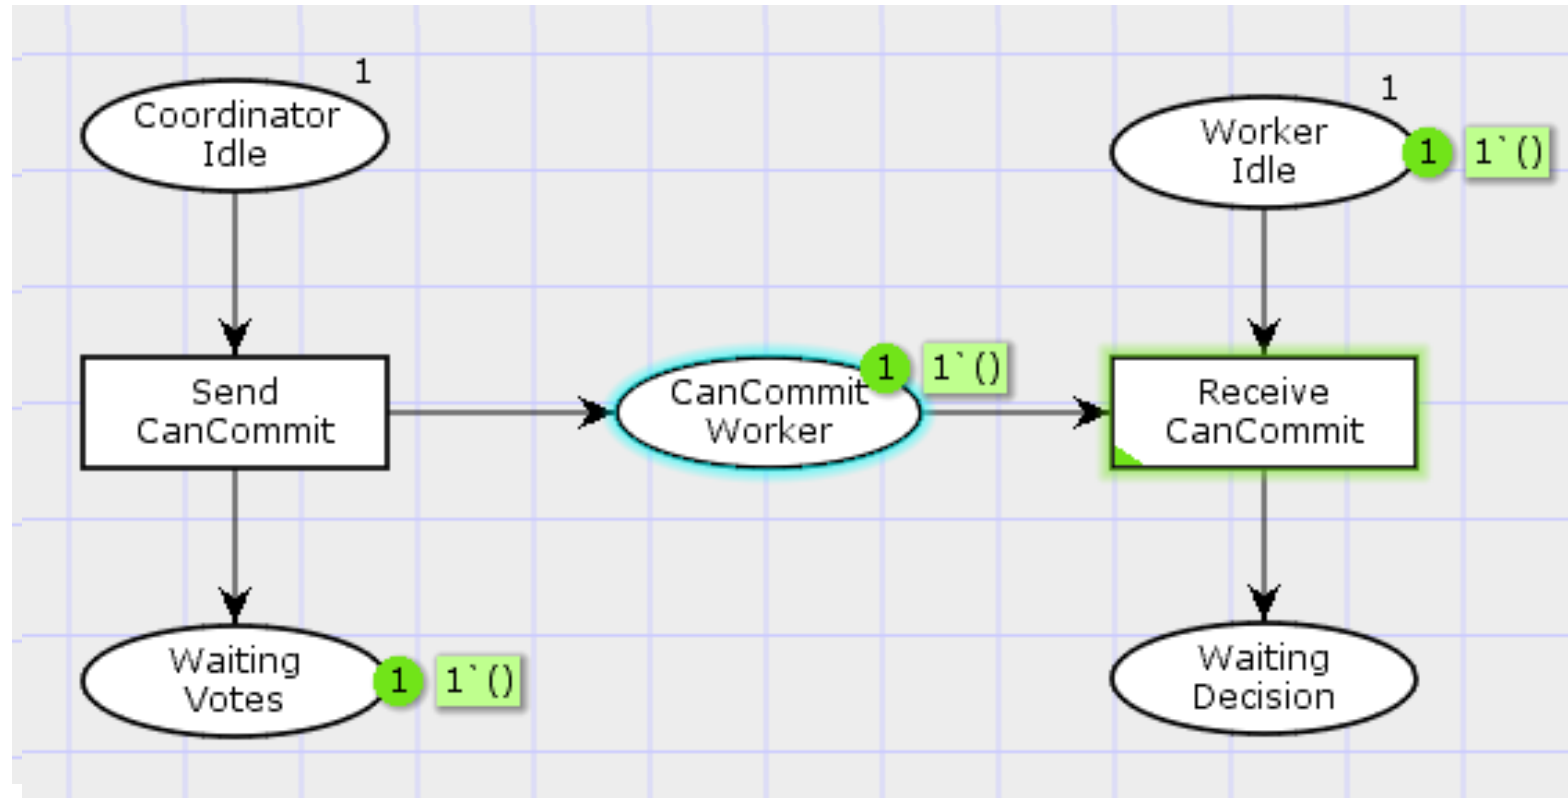 1
Coordinator
Idle
1
Worker
Idle
1
1`()
Send
CanCommit
CanCommit
Worker
1
1`()
Receive
CanCommit
Waiting
Votes
1
1`()
Waiting
Decision